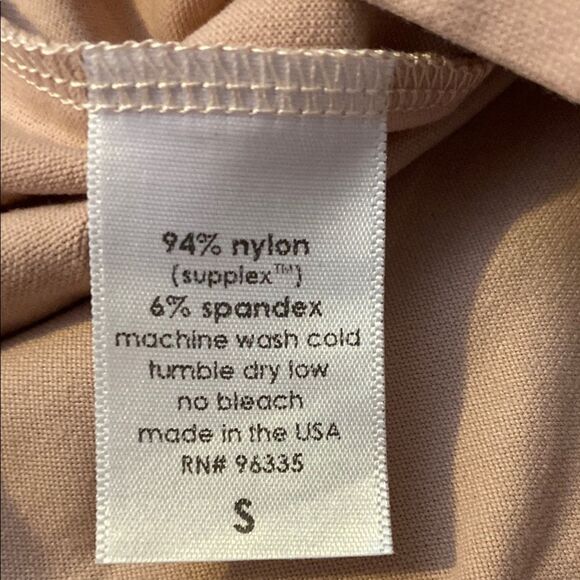 94% nylon
(supplex™)
6% spandex
machine wash cold
tumble dry low
no bleach
made in the USA
RN# 96335
S